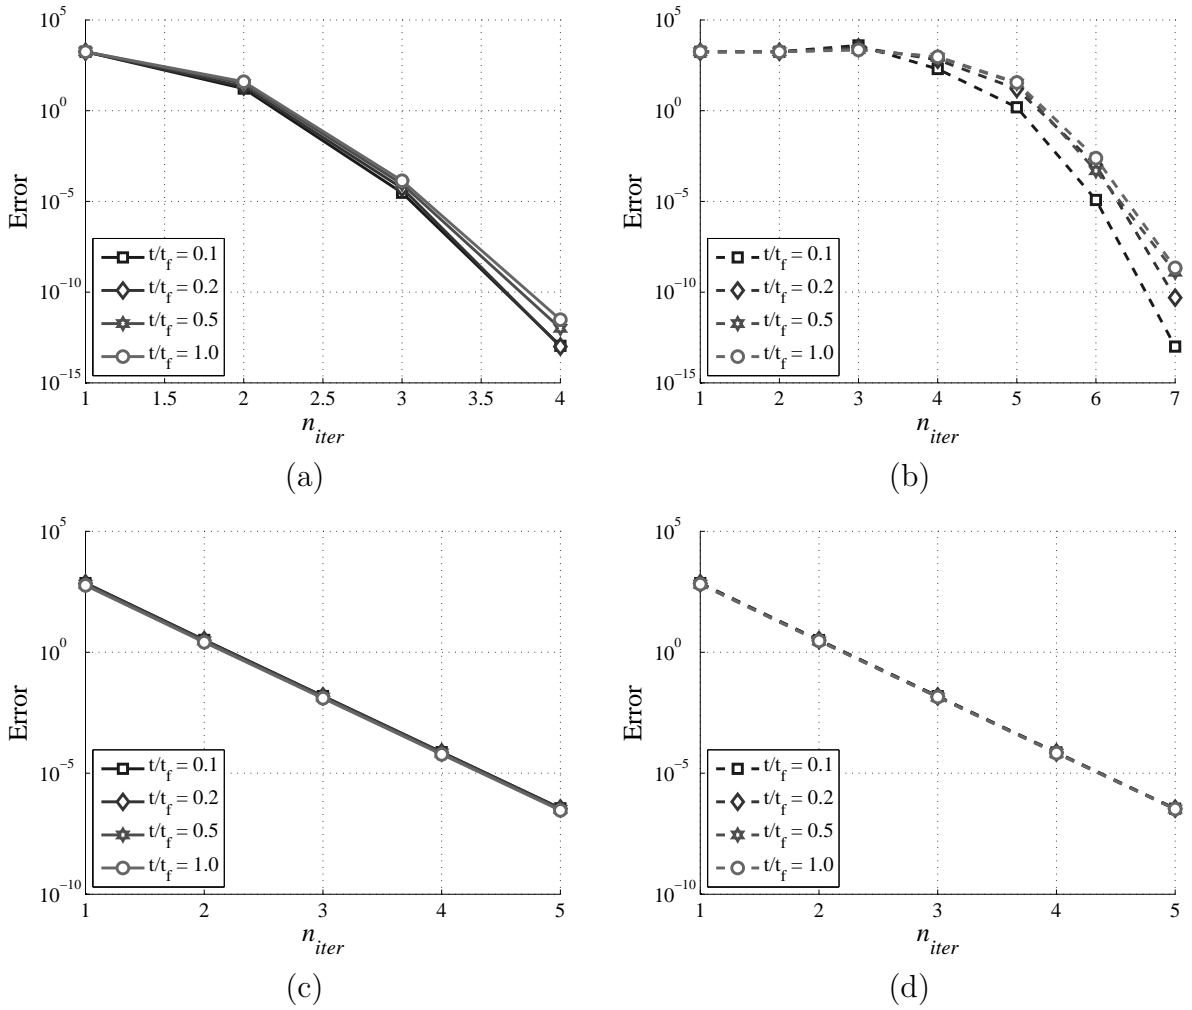 10^5
10^0
10^−5
10^−10
10^−15
Error
t/t_f = 0.1
t/t_f = 0.2
t/t_f = 0.5
t/t_f = 1.0
1 1.5 2 2.5 3 3.5 4
n_iter
(a)
10^5
10^0
10^−5
10^−10
10^−15
Error
t/t_f = 0.1
t/t_f = 0.2
t/t_f = 0.5
t/t_f = 1.0
1 2 3 4 5 6 7
n_iter
(b)
10^5
10^0
10^−5
10^−10
Error
t/t_f = 0.1
t/t_f = 0.2
t/t_f = 0.5
t/t_f = 1.0
1 2 3 4 5
n_iter
(c)
10^5
10^0
10^−5
10^−10
Error
t/t_f = 0.1
t/t_f = 0.2
t/t_f = 0.5
t/t_f = 1.0
1 2 3 4 5
n_iter
(d)